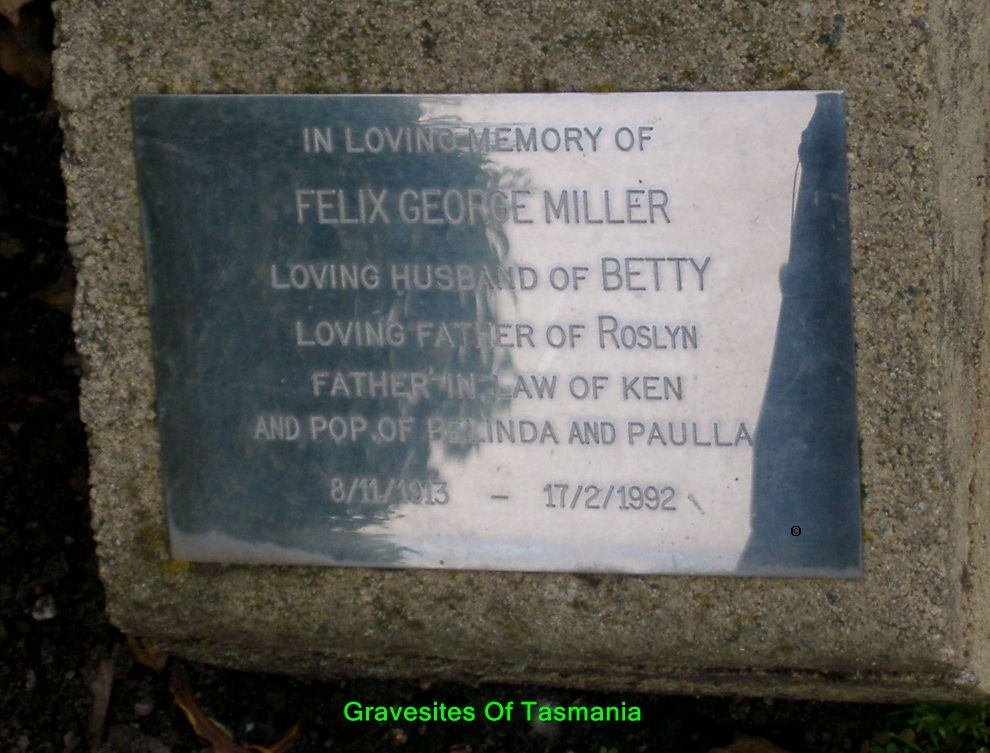 IN LOVING MEMORY OF
FELIX GEORGE MILLER
LOVING HUSBAND OF BETTY
LOVING FATHER OF ROSLYN
FATHER IN LAW OF KEN
AND POP OF BELINDA AND PAULLA
8/11/1913 – 17/2/1992
©
Gravesites Of Tasmania